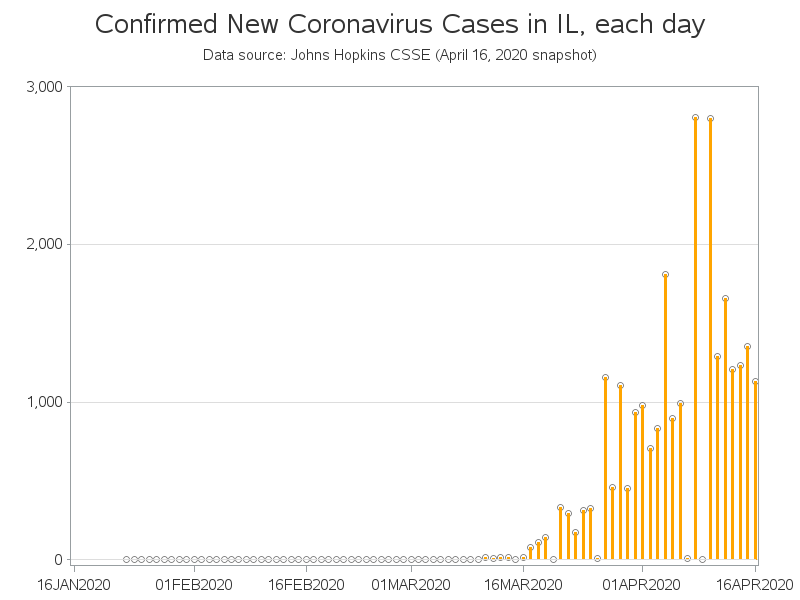 Confirmed New Coronavirus Cases in IL, each day
Data source: Johns Hopkins CSSE (April 16, 2020 snapshot)
3,000
2,000
1,000
0
16JAN2020 01FEB2020 16FEB2020 01MAR2020 16MAR2020 01APR2020 16APR2020